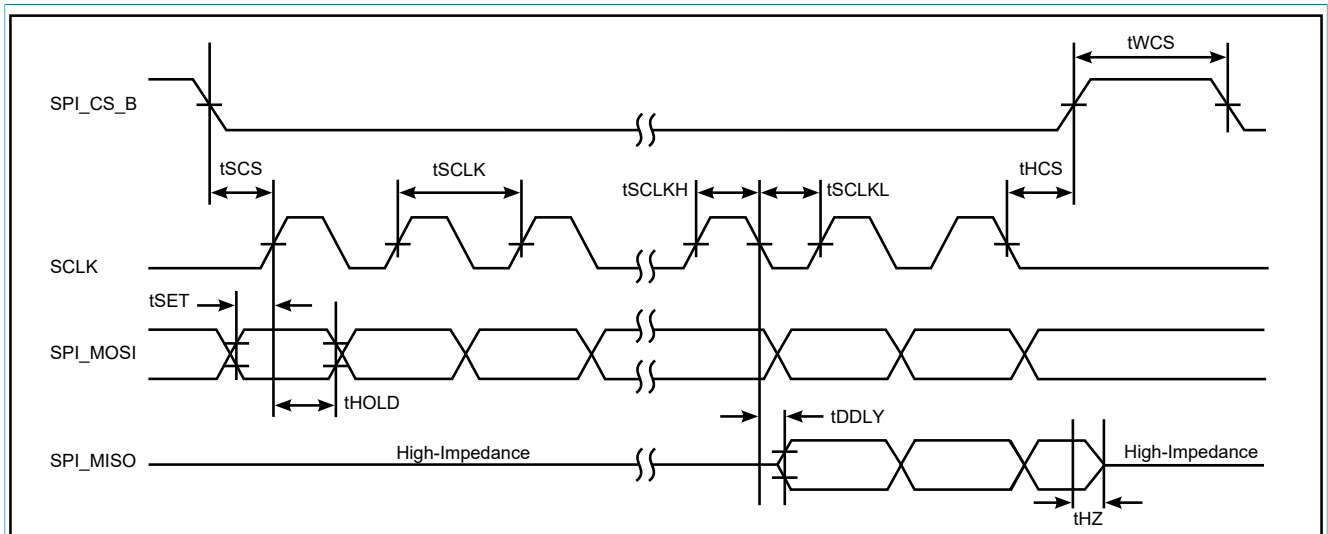 tWCS
SPI_CS_B
tSCS
tSCLK
tSCLKH
tSCLKL
tHCS
SCLK
tSET
SPI_MOSI
tHOLD
tDDLY
SPI_MISO
High-Impedance
High-Impedance
tHZ